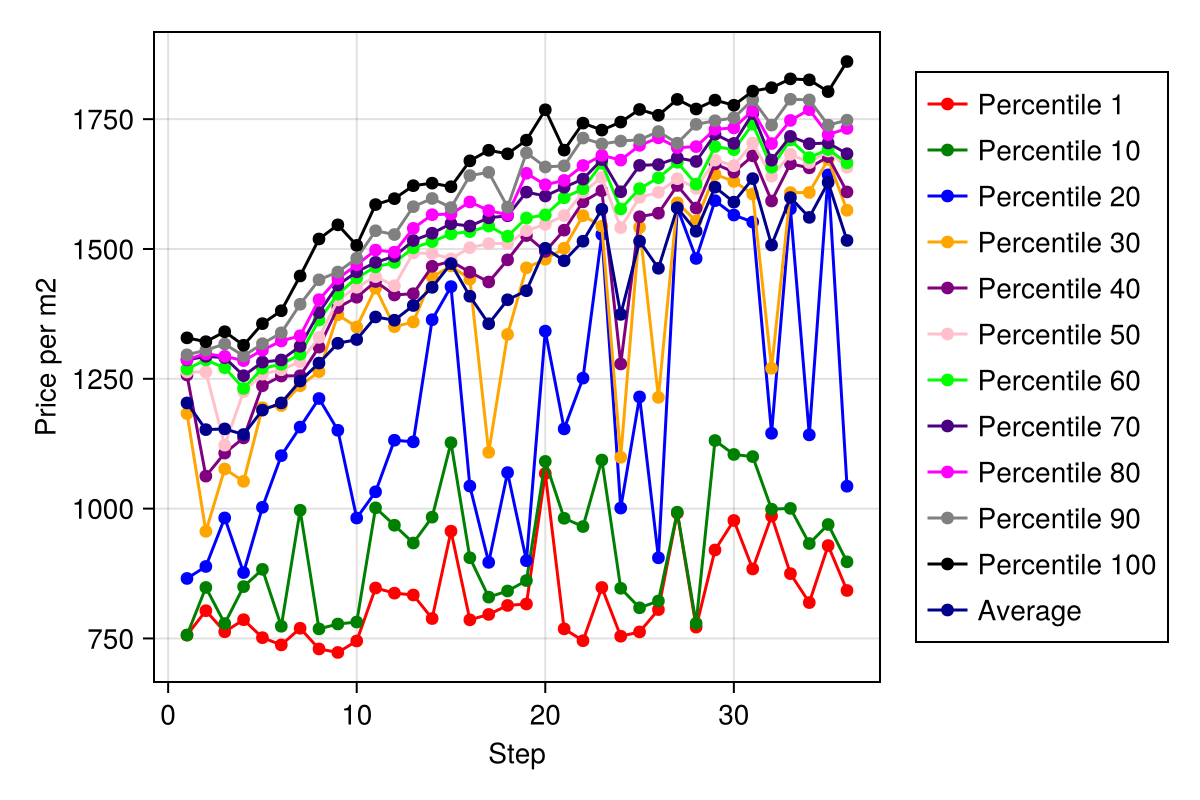 Price per m2
1750
1500
1250
1000
750
0 10 20 30
Step
Percentile 1
Percentile 10
Percentile 20
Percentile 30
Percentile 40
Percentile 50
Percentile 60
Percentile 70
Percentile 80
Percentile 90
Percentile 100
Average